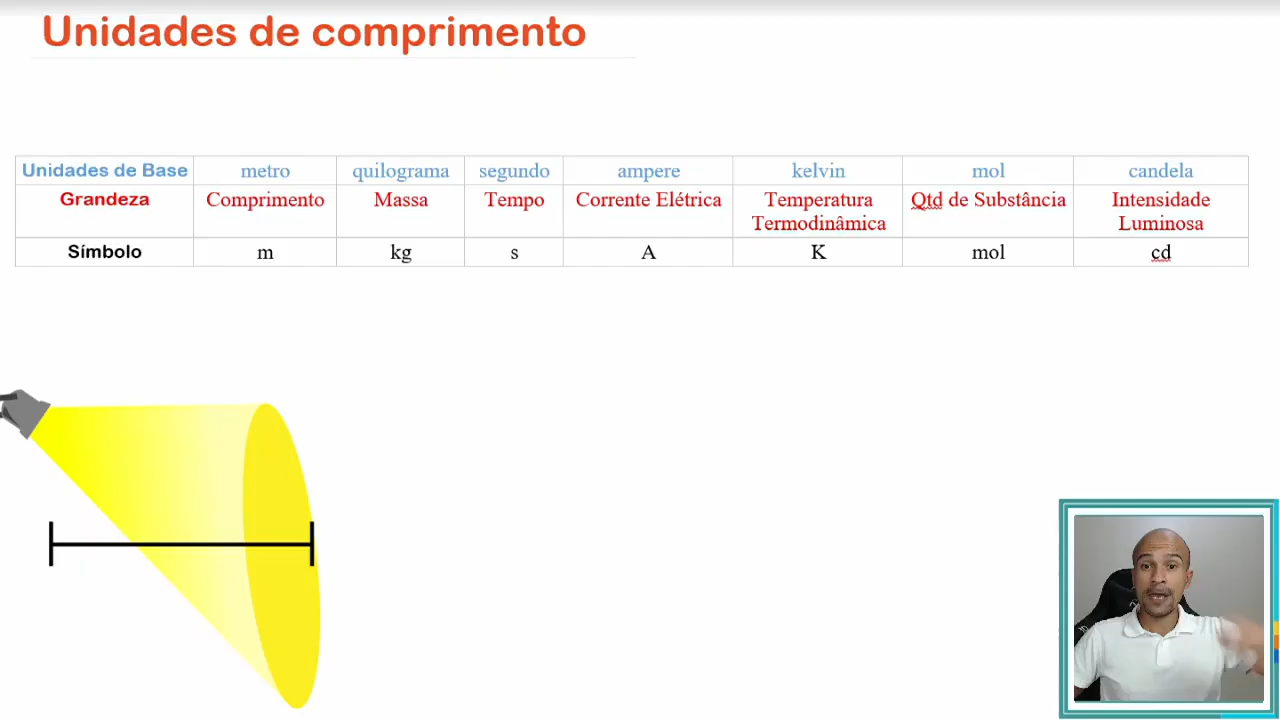 Unidades de comprimento
Unidades de Base metro quilograma segundo ampere kelvin mol candela
Grandeza Comprimento Massa Tempo Corrente Elétrica Temperatura Termodinâmica Qtd de Substância Intensidade Luminosa
Símbolo m kg s A K mol cd